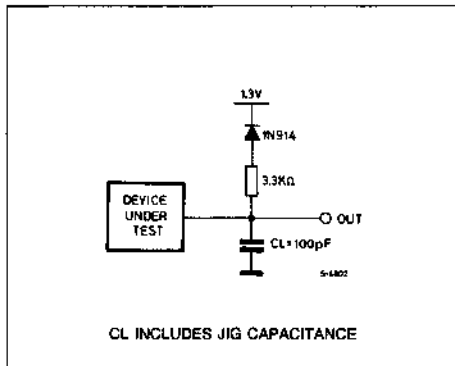 1.3V
1N914
3.3KΩ
DEVICE
UNDER
TEST
OUT
CL=100pF
CL INCLUDES JIG CAPACITANCE